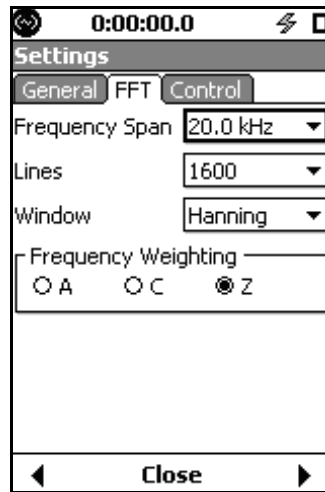 0:00:00.0
Settings
General FFT Control
Frequency Span 20.0 kHz
Lines 1600
Window Hanning
Frequency Weighting
A C Z
Close